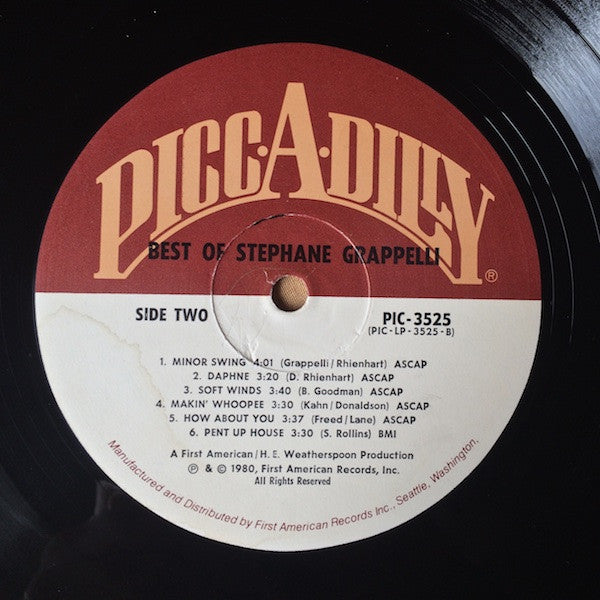 PICC·A·DILLY®
BEST OF STEPHANE GRAPPELLI
SIDE TWO
PIC-3525
(PIC-LP-3525-B)
1. MINOR SWING 4:01 (Grappelli/Rhienhart) ASCAP
2. DAPHNE 3:20 (D. Rhienhart) ASCAP
3. SOFT WINDS 3:40 (B. Goodman) ASCAP
4. MAKIN' WHOOPEE 3:30 (Kahn/Donaldson) ASCAP
5. HOW ABOUT YOU 3:37 (Freed/Lane) ASCAP
6. PENT UP HOUSE 3:30 (S. Rollins) BMI
A First American/H.E. Weatherspoon Production
℗ & © 1980, First American Records, Inc.
All Rights Reserved
Manufactured and Distributed by First American Records Inc., Seattle, Washington.